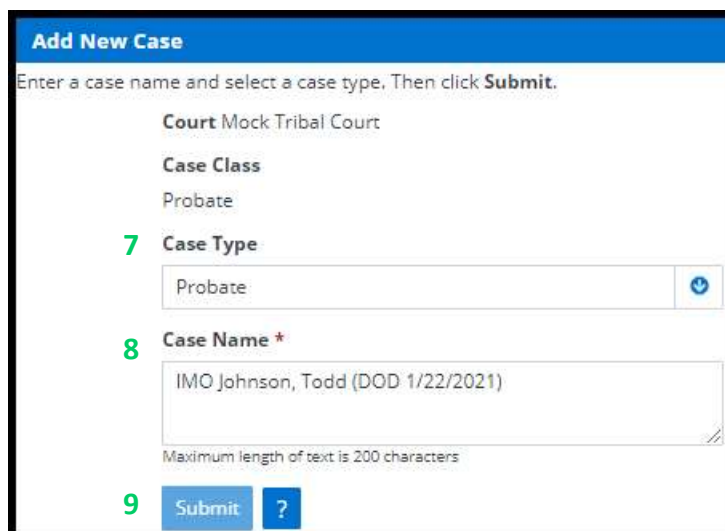 Add New Case
Enter a case name and select a case type. Then click Submit.
Court Mock Tribal Court
Case Class
Probate
7 Case Type
Probate
8 Case Name *
IMO Johnson, Todd (DOD 1/22/2021)
Maximum length of text is 200 characters
9 Submit ?